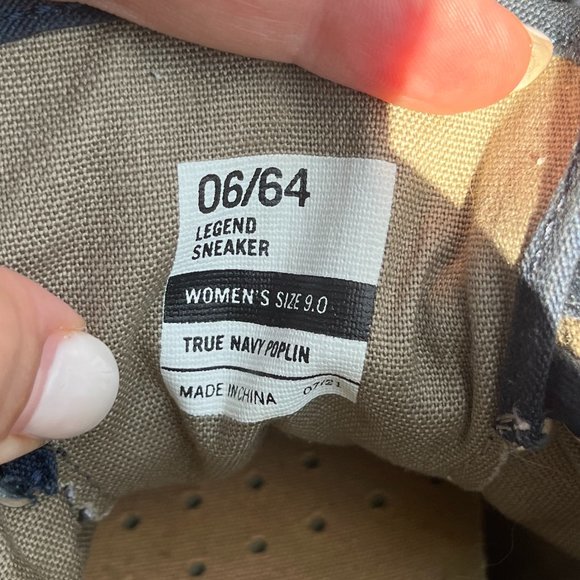 06/64
LEGEND
SNEAKER
WOMEN'S SIZE 9.0
TRUE NAVY POPLIN
07/21
MADE IN CHINA